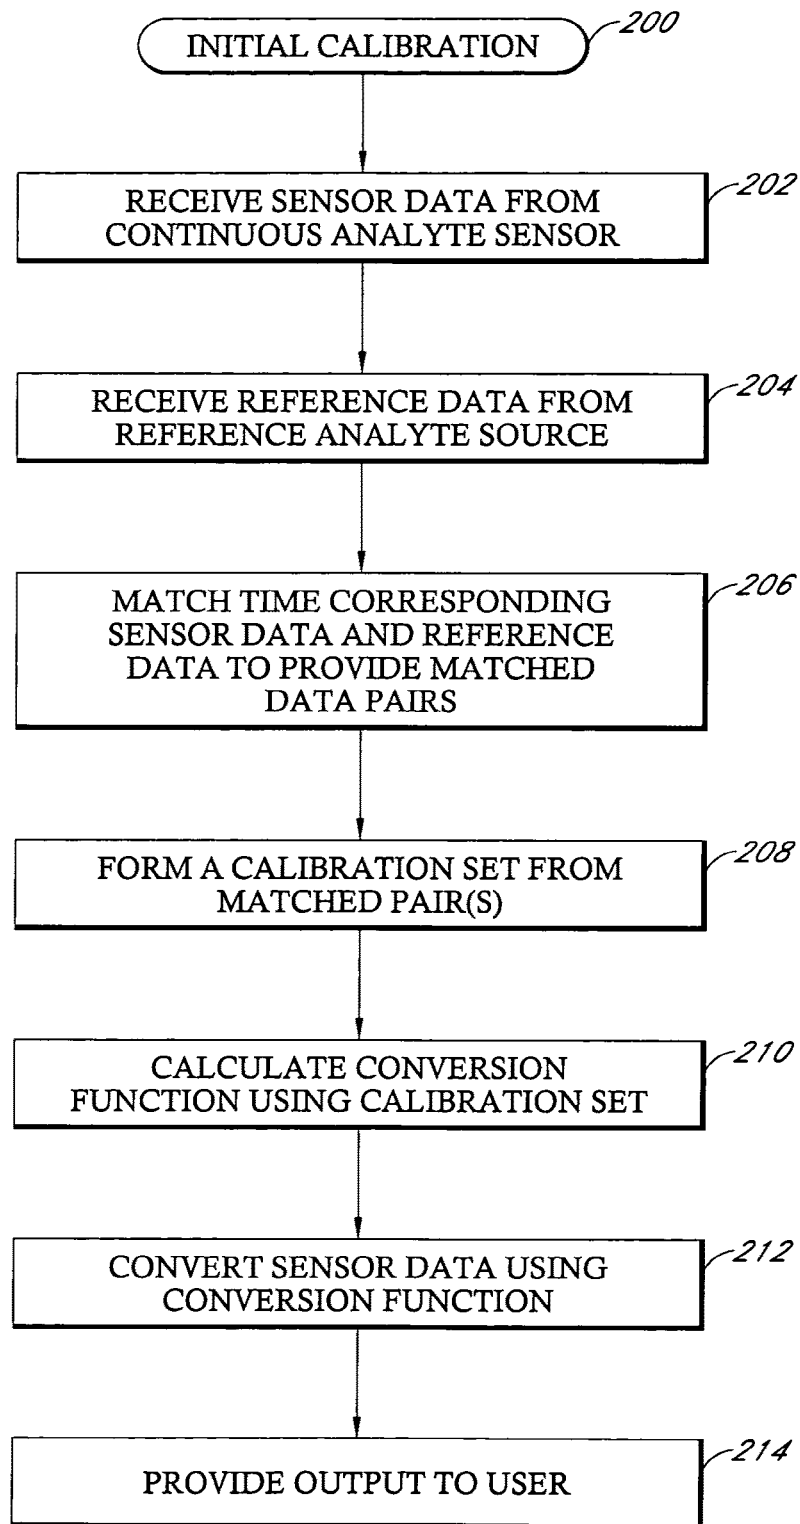 INITIAL CALIBRATION
200
RECEIVE SENSOR DATA FROM
CONTINUOUS ANALYTE SENSOR
202
RECEIVE REFERENCE DATA FROM
REFERENCE ANALYTE SOURCE
204
MATCH TIME CORRESPONDING
SENSOR DATA AND REFERENCE
DATA TO PROVIDE MATCHED
DATA PAIRS
206
FORM A CALIBRATION SET FROM
MATCHED PAIR(S)
208
CALCULATE CONVERSION
FUNCTION USING CALIBRATION SET
210
CONVERT SENSOR DATA USING
CONVERSION FUNCTION
212
PROVIDE OUTPUT TO USER
214